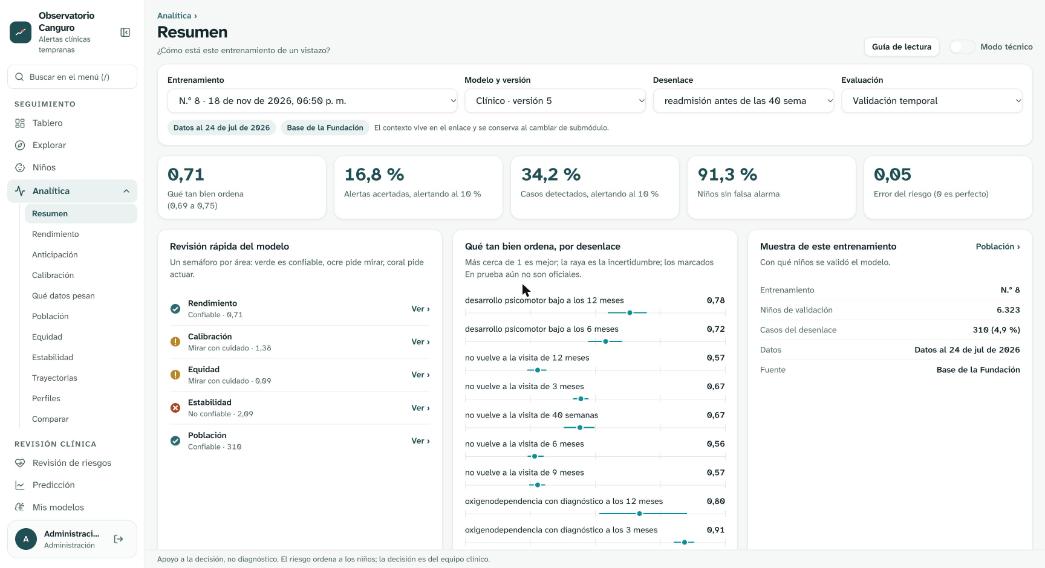 Observatorio
Canguro
Alertas clínicas
tempranas
Buscar en el menú (/)
SEGUIMIENTO
Tablero
Explorar
Niños
Analítica
Resumen
Rendimiento
Anticipación
Calibración
Qué datos pesan
Población
Equidad
Estabilidad
Trayectorias
Perfiles
Comparar
REVISIÓN CLÍNICA
Revisión de riesgos
Predicción
Mis modelos
A
Administraci...
Administración
Analítica ›
Resumen
¿Cómo está este entrenamiento de un vistazo?
Guía de lectura
Modo técnico
Entrenamiento
N.º 8 · 18 de nov de 2026, 06:50 p. m.
Modelo y versión
Clínico · versión 5
Desenlace
readmisión antes de las 40 sema
Evaluación
Validación temporal
Datos al 24 de jul de 2026
Base de la Fundación
El contexto vive en el enlace y se conserva al cambiar de submódulo.
0,71
Qué tan bien ordena
(0,69 a 0,75)
16,8 %
Alertas acertadas, alertando al 10 %
34,2 %
Casos detectados, alertando al 10 %
91,3 %
Niños sin falsa alarma
0,05
Error del riesgo (0 es perfecto)
Revisión rápida del modelo
Un semáforo por área: verde es confiable, ocre pide mirar, coral pide
actuar.
Rendimiento
Confiable · 0,71
Ver ›
Calibración
Mirar con cuidado · 1,38
Ver ›
Equidad
Mirar con cuidado · 0,09
Ver ›
Estabilidad
No confiable · 2,09
Ver ›
Población
Confiable · 310
Ver ›
Qué tan bien ordena, por desenlace
Más cerca de 1 es mejor; la raya es la incertidumbre; los marcados
En prueba aún no son oficiales.
desarrollo psicomotor bajo a los 12 meses 0,78
desarrollo psicomotor bajo a los 6 meses 0,72
no vuelve a la visita de 12 meses 0,57
no vuelve a la visita de 3 meses 0,67
no vuelve a la visita de 40 semanas 0,67
no vuelve a la visita de 6 meses 0,56
no vuelve a la visita de 9 meses 0,57
oxigenodependencia con diagnóstico a los 12 meses 0,80
oxigenodependencia con diagnóstico a los 3 meses 0,91
Muestra de este entrenamiento
Población ›
Con qué niños se validó el modelo.
Entrenamiento N.º 8
Niños de validación 6.323
Casos del desenlace 310 (4,9 %)
Datos Datos al 24 de jul de 2026
Fuente Base de la Fundación
Apoyo a la decisión, no diagnóstico. El riesgo ordena a los niños; la decisión es del equipo clínico.